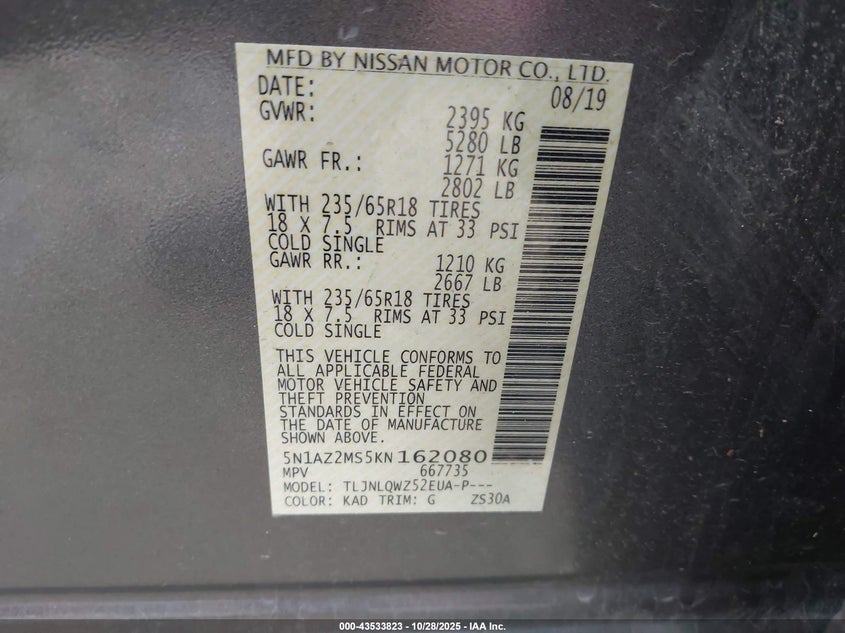 MFD BY NISSAN MOTOR CO., LTD.
DATE: 08/19
GVWR: 2395 KG
5280 LB
GAWR FR.: 1271 KG
2802 LB
WITH 235/65R18 TIRES
18 X 7.5 RIMS AT 33 PSI
COLD SINGLE
GAWR RR.: 1210 KG
2667 LB
WITH 235/65R18 TIRES
18 X 7.5 RIMS AT 33 PSI
COLD SINGLE
THIS VEHICLE CONFORMS TO
ALL APPLICABLE FEDERAL
MOTOR VEHICLE SAFETY AND
THEFT PREVENTION
STANDARDS IN EFFECT ON
THE DATE OF MANUFACTURE
SHOWN ABOVE.
5N1AZ2MS5KN162080
MPV 667735
MODEL: TLJNLQWZ52EUA-P---
COLOR: KAD TRIM: G ZS30A
000-43533823 - 10/28/2025 - IAA Inc.